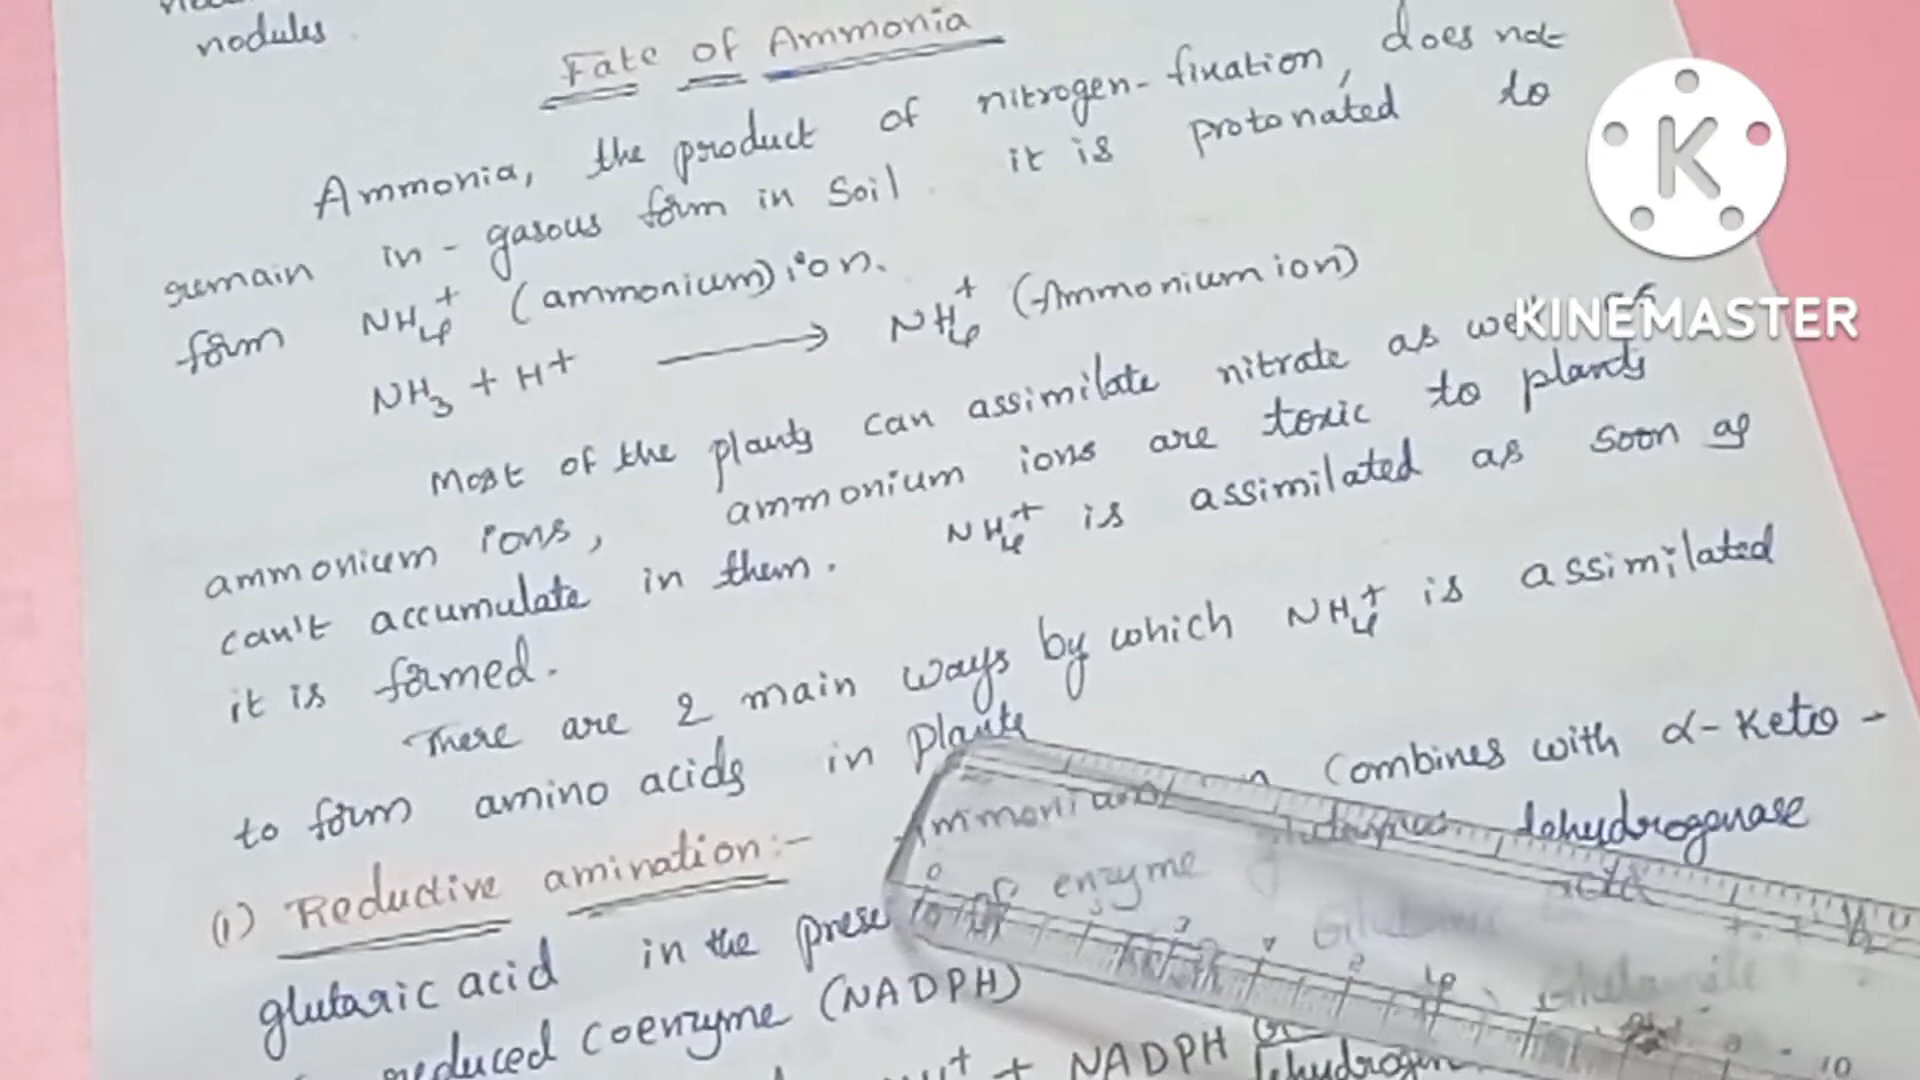 nodules
Fate of Ammonia
Ammonia, the product of nitrogen-fixation, does not
remain in - gasous form in soil. it is protonated to
form NH4+ (ammonium) ion.
NH3 + H+ → NH4+ (Ammonium ion)
Most of the plants can assimilate nitrate as well as
ammonium ions, ammonium ions are toxic to plants
can't accumulate in them. NH4+ is assimilated as soon as
it is formed.
There are 2 main ways by which NH4+ is assimilated
to form amino acids in plants
(1) Reductive amination:- Combines with α-Keto-
glutaric acid in the of enzyme dehydrogenase
reduced coenzyme (NADPH)
+ NADPH
K
KINEMASTER